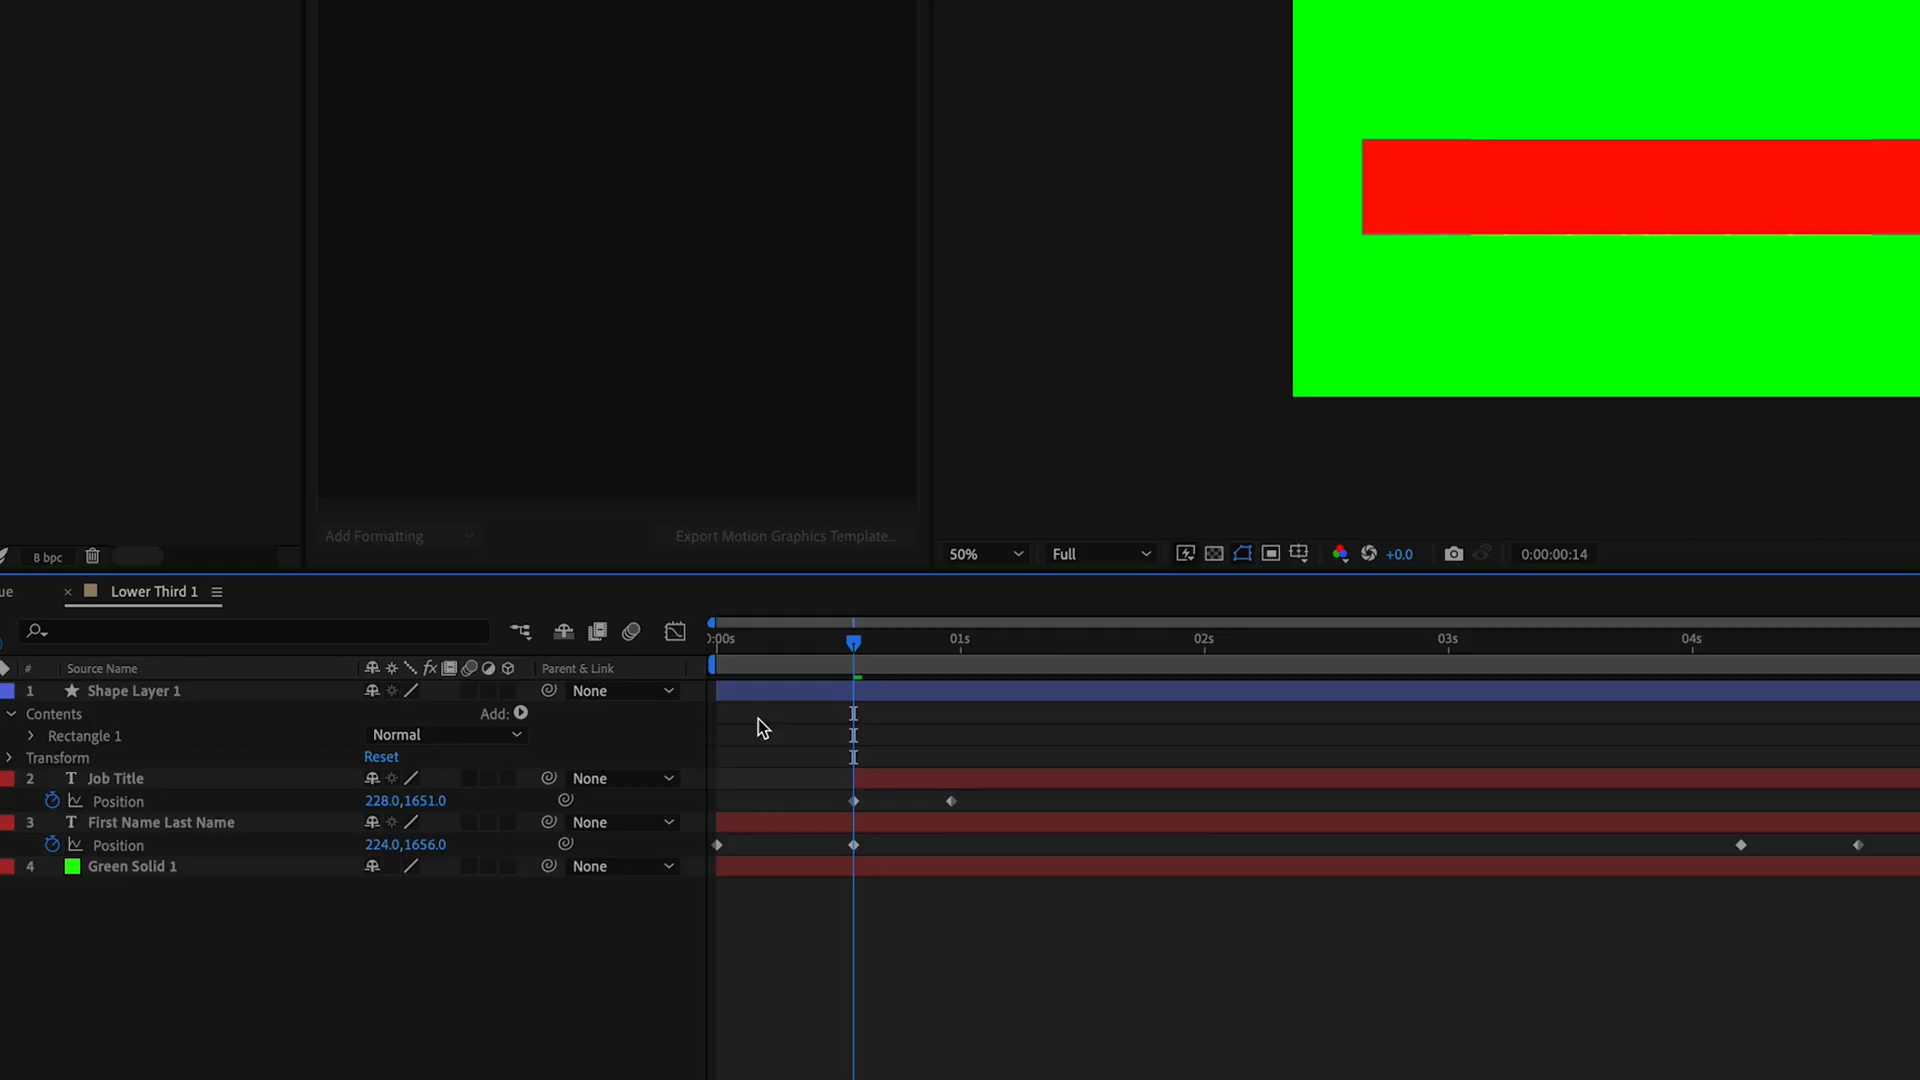 Add Formatting
Export Motion Graphics Template...
8 bpc
50%
Full
+0.0
0:00:00:14
ue
× Lower Third 1
0:00s 01s 02s 03s 04s
# Source Name fx Parent & Link
1 Shape Layer 1 None
Contents Add:
Rectangle 1 Normal
Transform Reset
2 T Job Title None
Position 228.0,1651.0
3 T First Name Last Name None
Position 224.0,1656.0
4 Green Solid 1 None